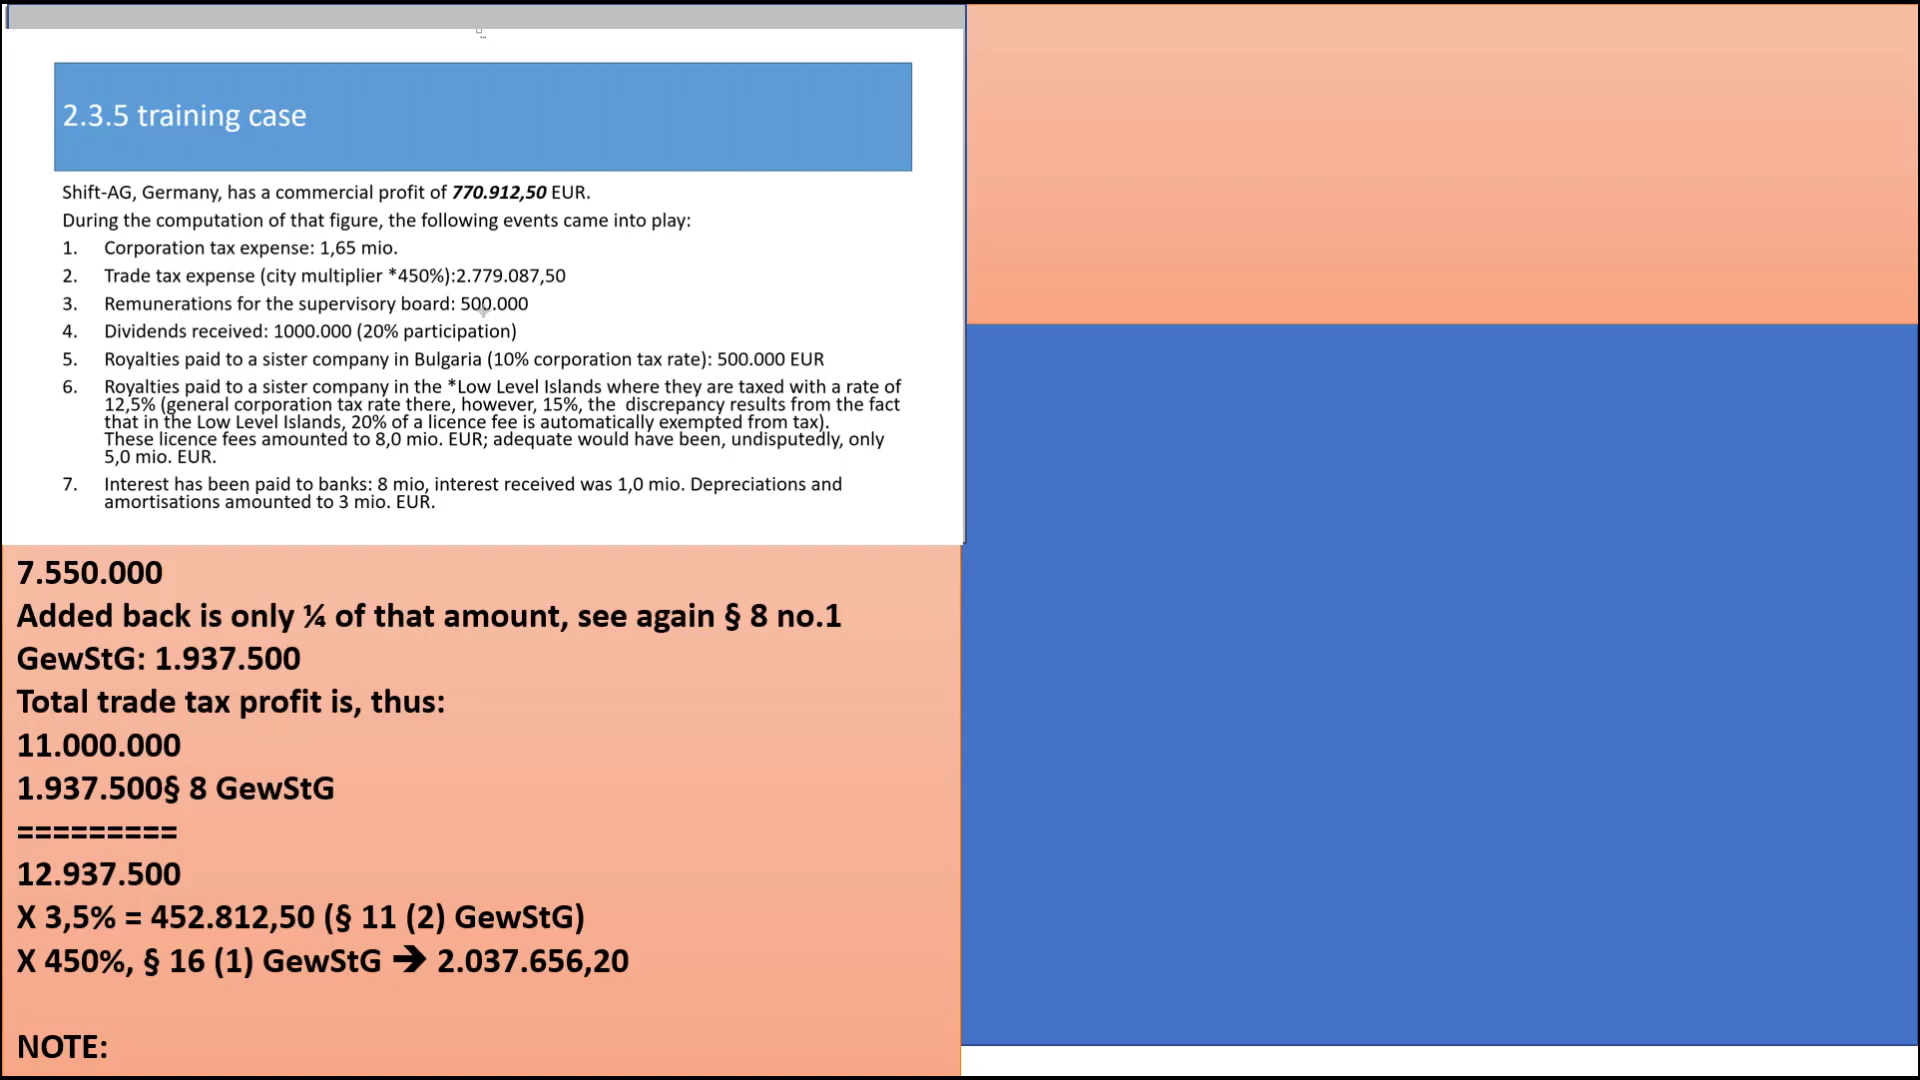 2.3.5 training case
Shift-AG, Germany, has a commercial profit of 770.912,50 EUR.
During the computation of that figure, the following events came into play:
1. Corporation tax expense: 1,65 mio.
2. Trade tax expense (city multiplier *450%):2.779.087,50
3. Remunerations for the supervisory board: 500.000
4. Dividends received: 1000.000 (20% participation)
5. Royalties paid to a sister company in Bulgaria (10% corporation tax rate): 500.000 EUR
6. Royalties paid to a sister company in the *Low Level Islands where they are taxed with a rate of
12,5% (general corporation tax rate there, however, 15%, the discrepancy results from the fact
that in the Low Level Islands, 20% of a licence fee is automatically exempted from tax).
These licence fees amounted to 8,0 mio. EUR; adequate would have been, undisputedly, only
5,0 mio. EUR.
7. Interest has been paid to banks: 8 mio, interest received was 1,0 mio. Depreciations and
amortisations amounted to 3 mio. EUR.
7.550.000
Added back is only ¼ of that amount, see again § 8 no.1
GewStG: 1.937.500
Total trade tax profit is, thus:
11.000.000
1.937.500§ 8 GewStG
=========
12.937.500
X 3,5% = 452.812,50 (§ 11 (2) GewStG)
X 450%, § 16 (1) GewStG ➔ 2.037.656,20
NOTE: